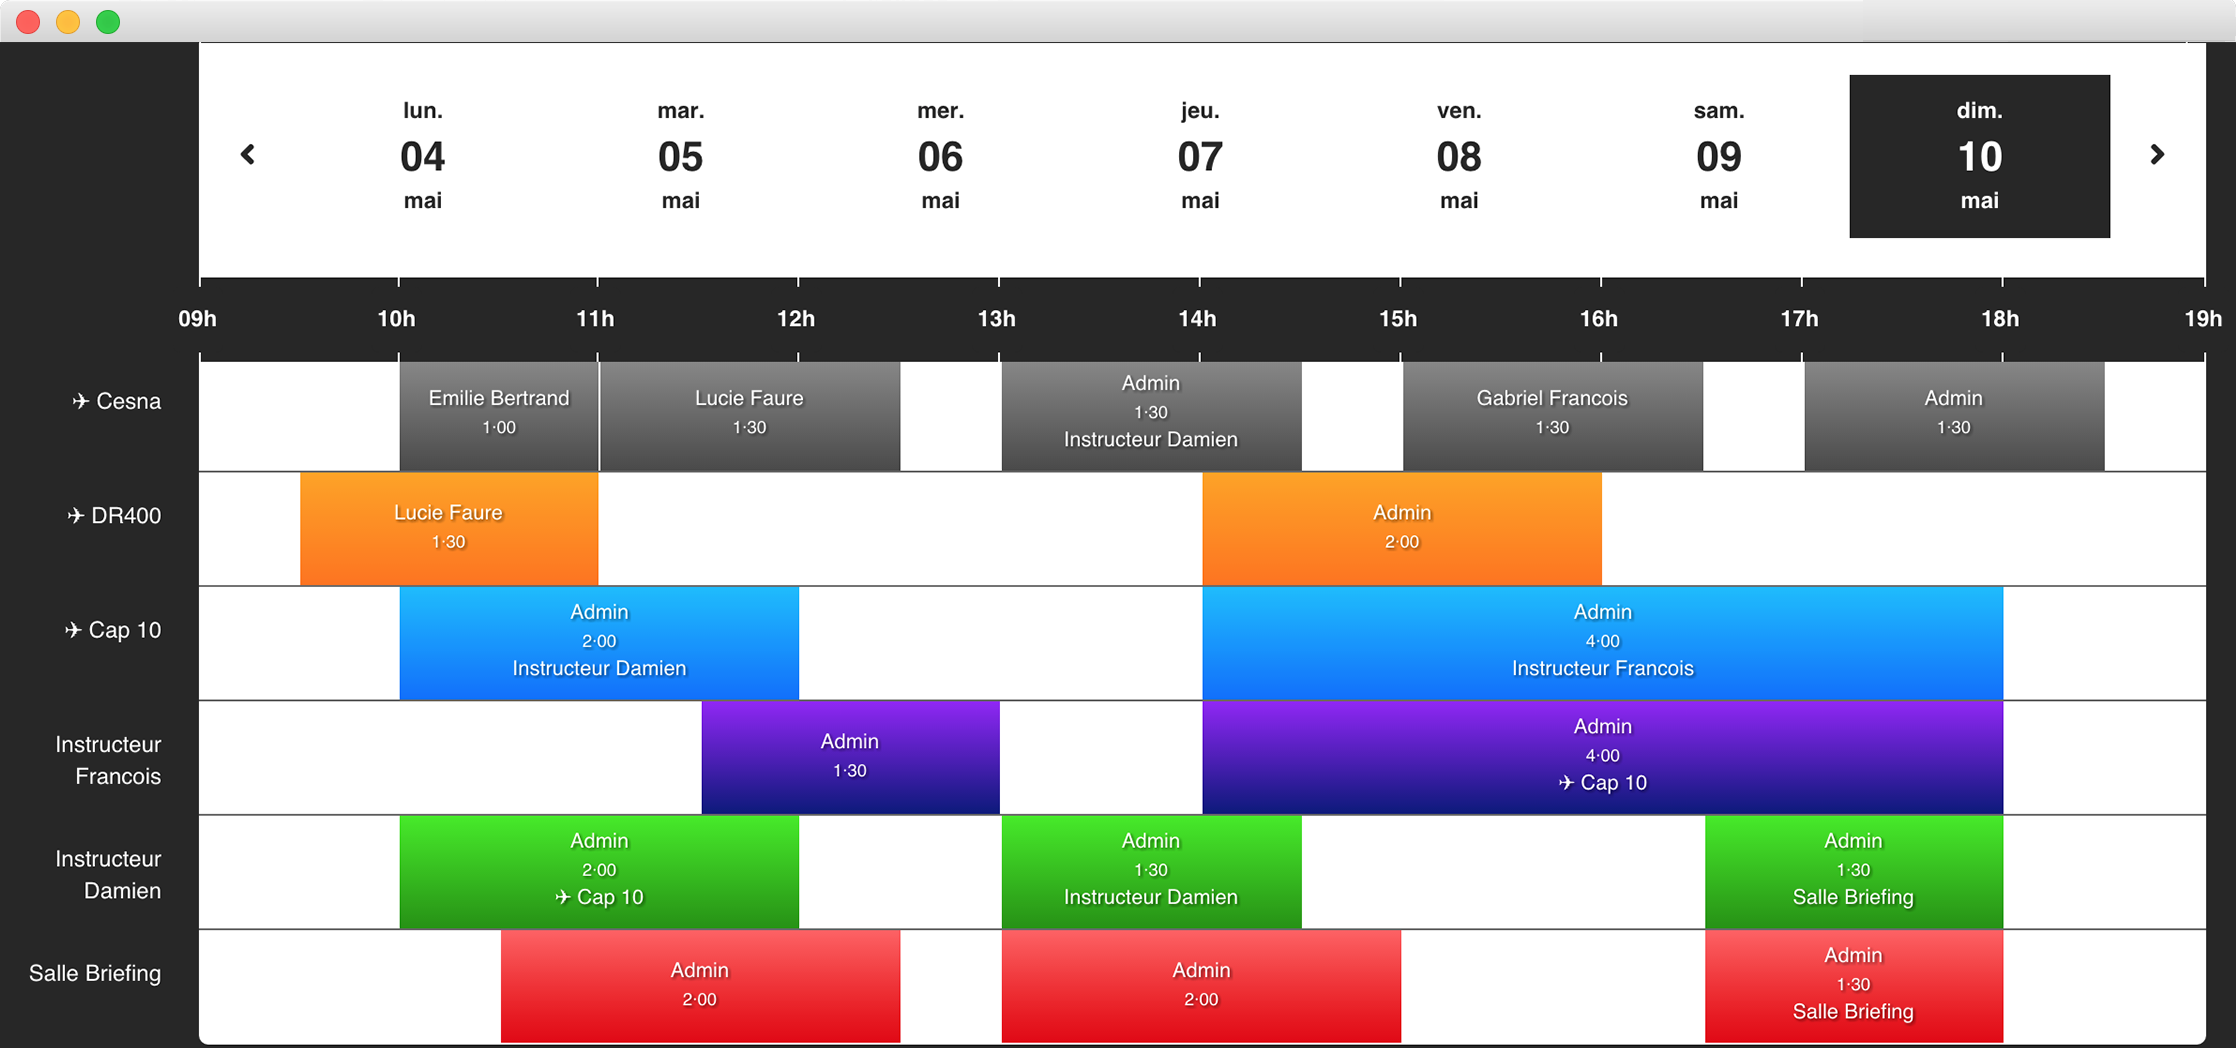 lun.
04
mai
mar.
05
mai
mer.
06
mai
jeu.
07
mai
ven.
08
mai
sam.
09
mai
dim.
10
mai
09h 10h 11h 12h 13h 14h 15h 16h 17h 18h 19h
✈ Cesna
Emilie Bertrand
1·00
Lucie Faure
1·30
Admin
1·30
Instructeur Damien
Gabriel Francois
1·30
Admin
1·30
✈ DR400
Lucie Faure
1·30
Admin
2·00
✈ Cap 10
Admin
2·00
Instructeur Damien
Admin
4·00
Instructeur Francois
Instructeur
Francois
Admin
1·30
Admin
4·00
✈ Cap 10
Instructeur
Damien
Admin
2·00
✈ Cap 10
Admin
1·30
Instructeur Damien
Admin
1·30
Salle Briefing
Salle Briefing
Admin
2·00
Admin
2·00
Admin
1·30
Salle Briefing